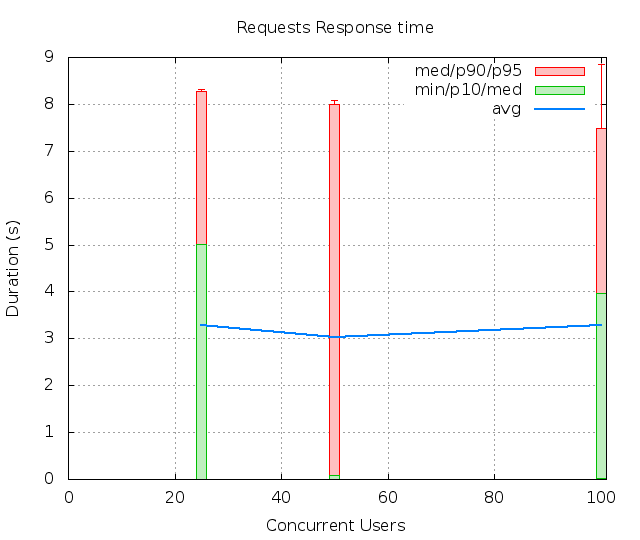 Requests Response time
med/p90/p95
min/p10/med
avg
Duration (s)
9
8
7
6
5
4
3
2
1
0
0 20 40 60 80 100
Concurrent Users